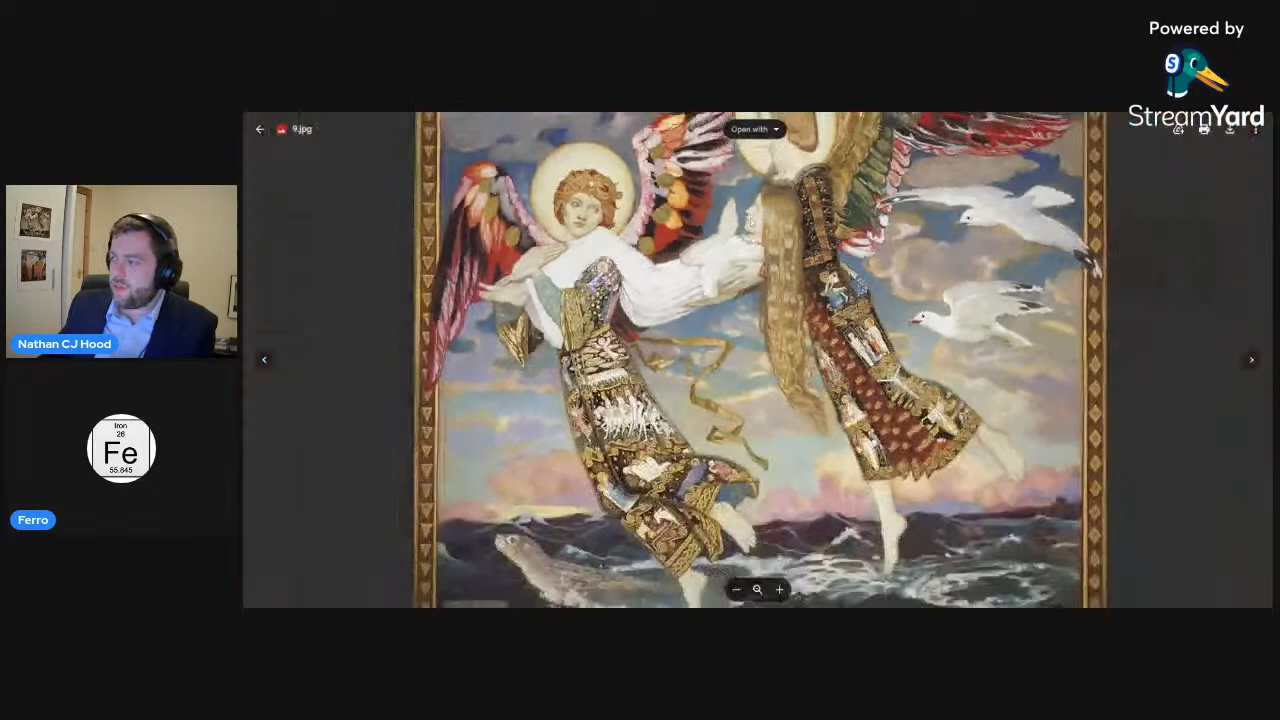 Powered by
StreamYard
9.jpg
Open with
Nathan CJ Hood
Iron
26
Fe
55.845
Ferro